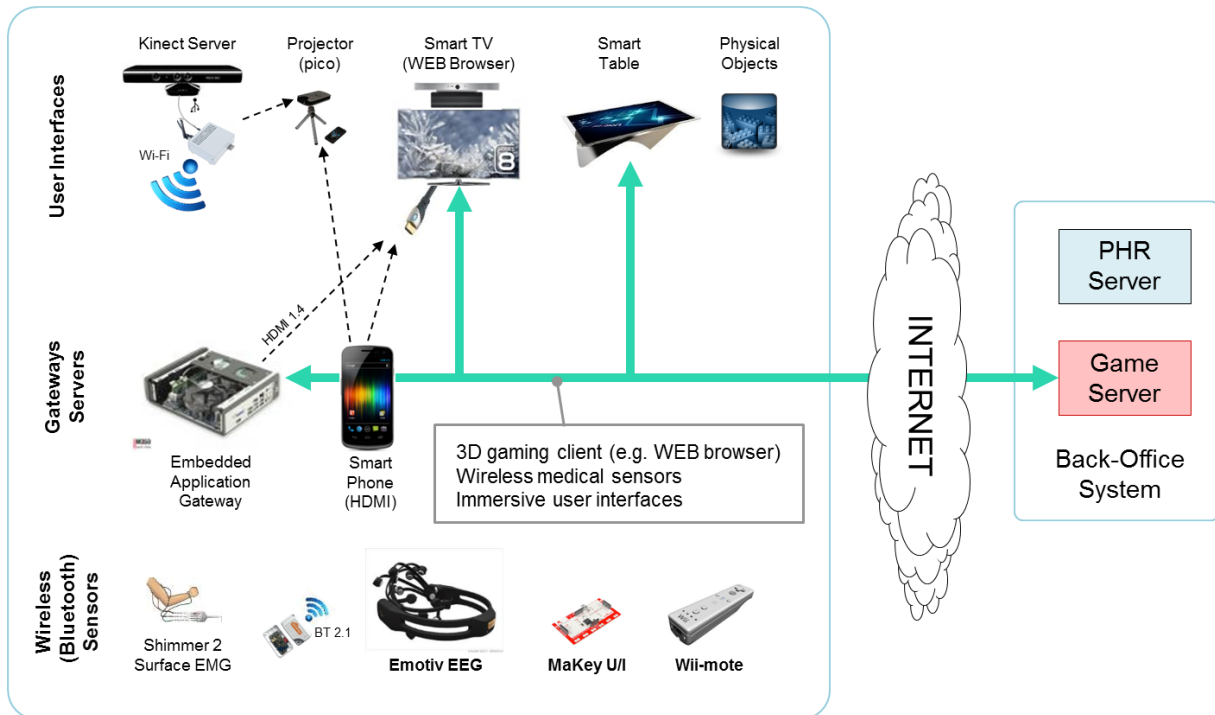 Kinect Server
Projector
(pico)
Smart TV
(WEB Browser)
Smart
Table
Physical
Objects
User Interfaces
Wi-Fi
8
HDMI 1.4
Gateways
Servers
Embedded
Application
Gateway
Smart
Phone
(HDMI)
3D gaming client (e.g. WEB browser)
Wireless medical sensors
Immersive user interfaces
INTERNET
PHR
Server
Game
Server
Back-Office
System
Wireless
(Bluetooth)
Sensors
Shimmer 2
Surface EMG
BT 2.1
Emotiv EEG
MaKey U/I
Wii-mote